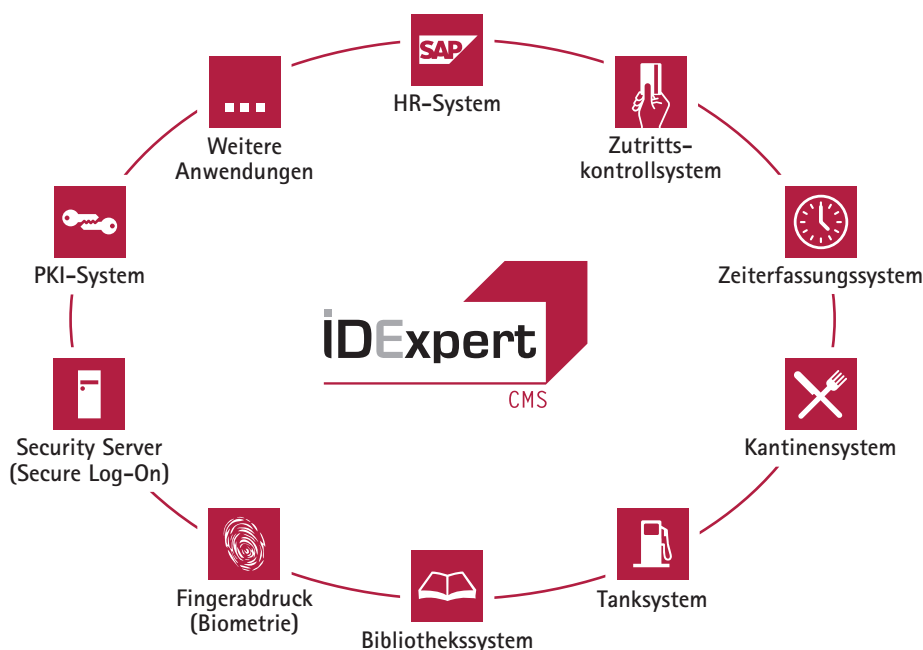 SAP
HR-System
Zutritts-
kontrollsystem
Zeiterfassungssystem
Kantinensystem
Tanksystem
Bibliothekssystem
Fingerabdruck
(Biometrie)
Security Server
(Secure Log-On)
PKI-System
...
Weitere
Anwendungen
iDExpert
CMS